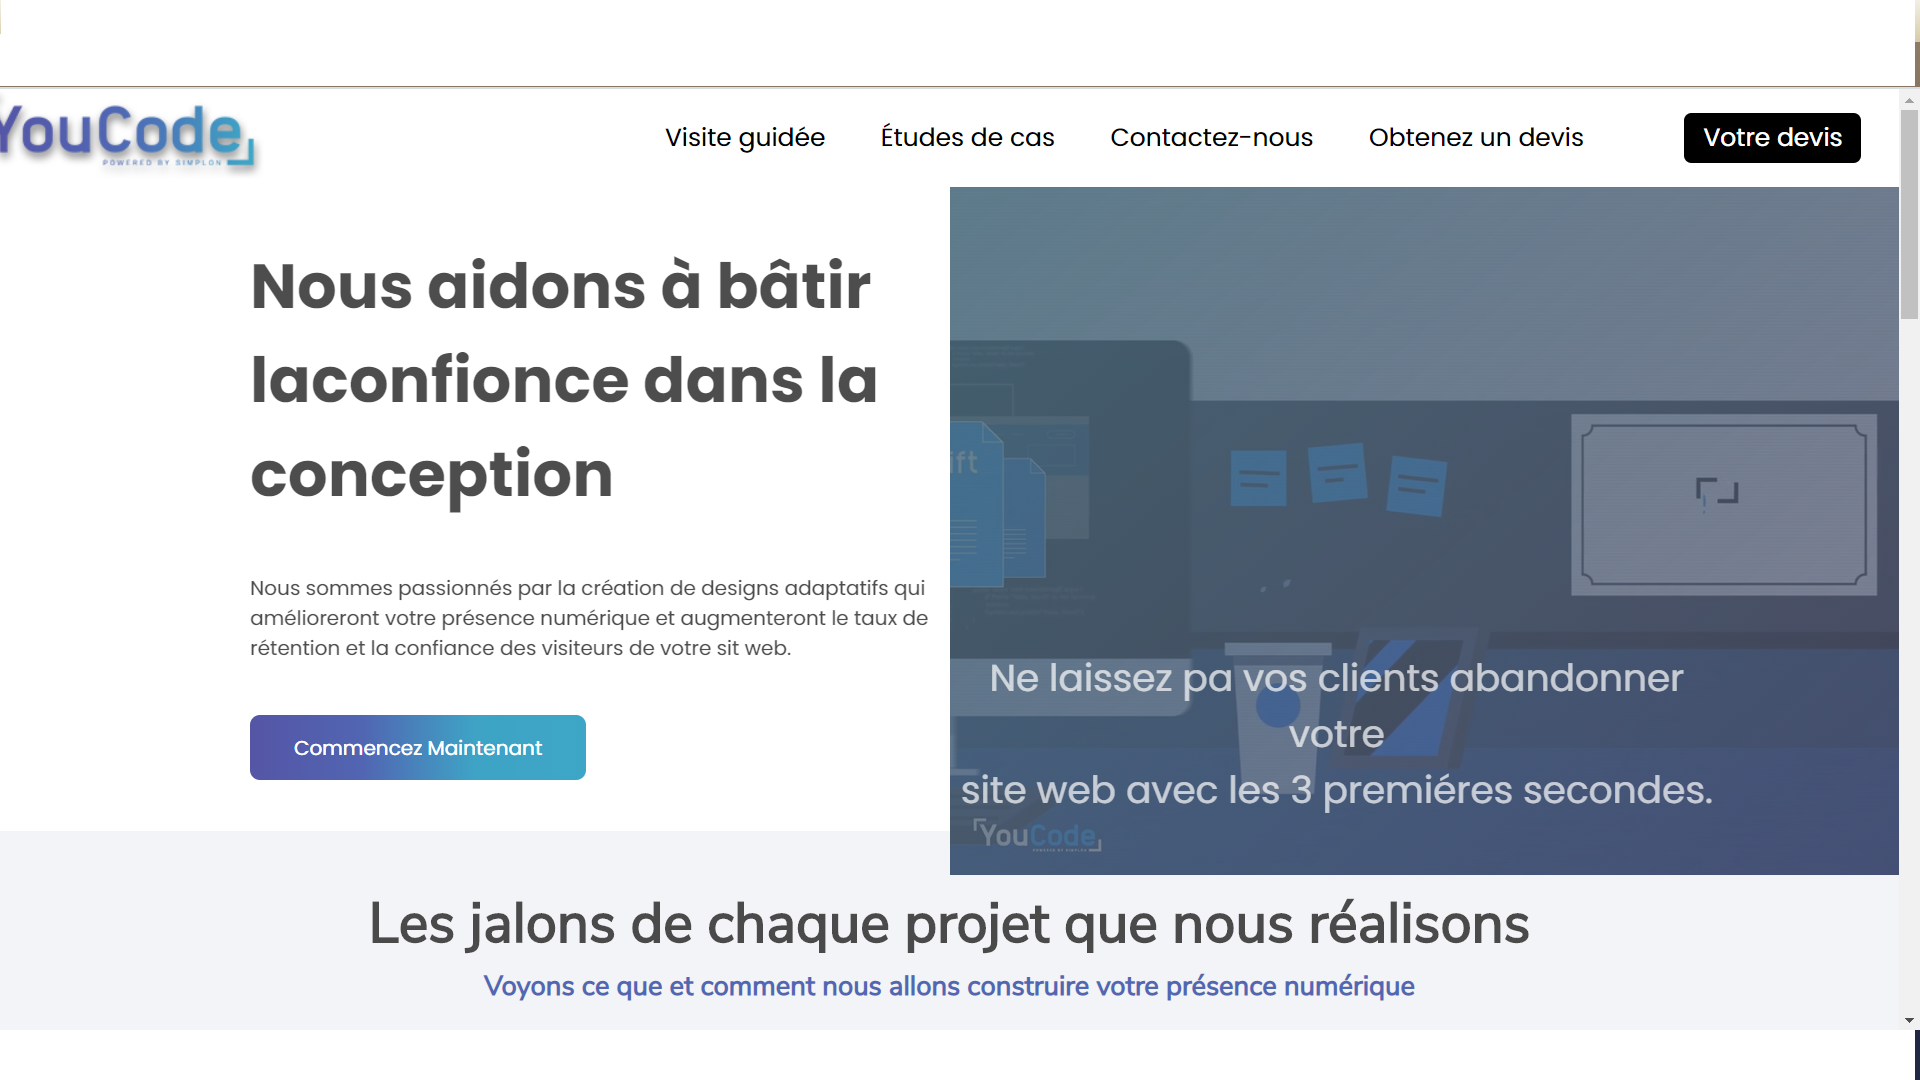 YouCode
POWERED BY SIMPLON
Visite guidée
Études de cas
Contactez-nous
Obtenez un devis
Votre devis
Nous aidons à bâtir
laconfionce dans la
conception
Nous sommes passionnés par la création de designs adaptatifs qui
amélioreront votre présence numérique et augmenteront le taux de
rétention et la confiance des visiteurs de votre sit web.
Commencez Maintenant
ift
Ne laissez pa vos clients abandonner
votre
site web avec les 3 premiéres secondes.
YouCode
Les jalons de chaque projet que nous réalisons
Voyons ce que et comment nous allons construire votre présence numérique